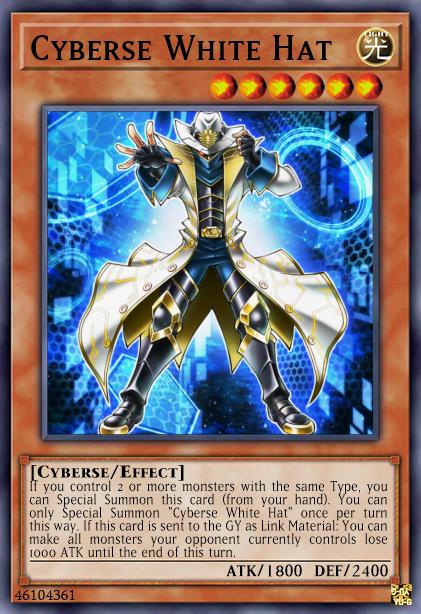 Cyberse White Hat
LIGHT
光
[Cyberse/Effect]
If you control 2 or more monsters with the same Type, you
can Special Summon this card (from your hand). You can
only Special Summon "Cyberse White Hat" once per turn
this way. If this card is sent to the GY as Link Material: You can
make all monsters your opponent currently controls lose
1000 ATK until the end of this turn.
ATK/1800 DEF/2400
46104361